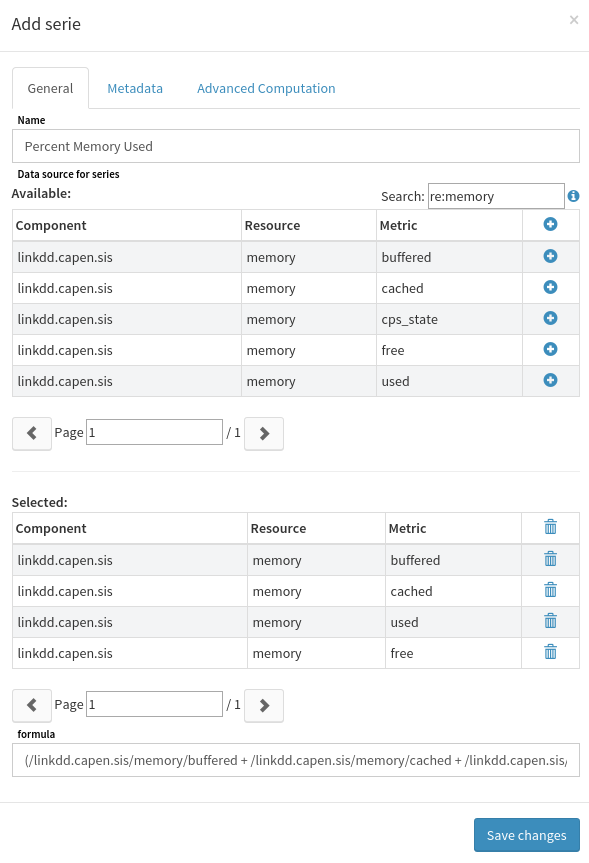 Add serie
×
General Metadata Advanced Computation
Name
Percent Memory Used
Data source for series
Available:
Search: re:memory
Component Resource Metric
linkdd.capen.sis memory buffered
linkdd.capen.sis memory cached
linkdd.capen.sis memory cps_state
linkdd.capen.sis memory free
linkdd.capen.sis memory used
Page 1 / 1
Selected:
Component Resource Metric
linkdd.capen.sis memory buffered
linkdd.capen.sis memory cached
linkdd.capen.sis memory used
linkdd.capen.sis memory free
Page 1 / 1
formula
(/linkdd.capen.sis/memory/buffered + /linkdd.capen.sis/memory/cached + /linkdd.capen.sis/
Save changes